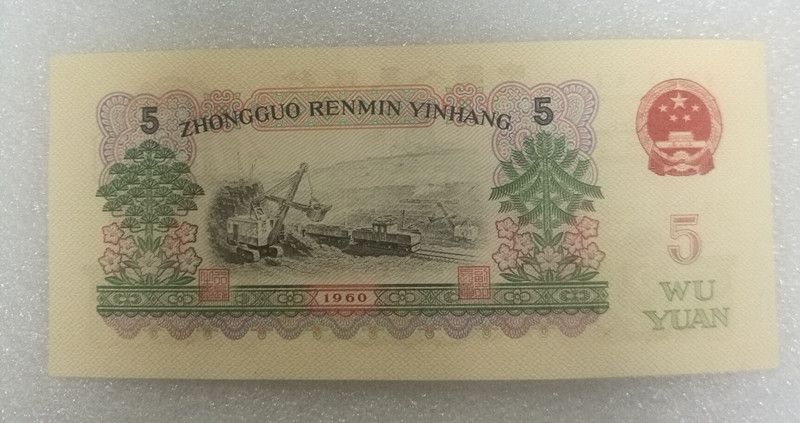 5 ZHONGGUO RENMIN YINHANG 5
5
1960
WU
YUAN